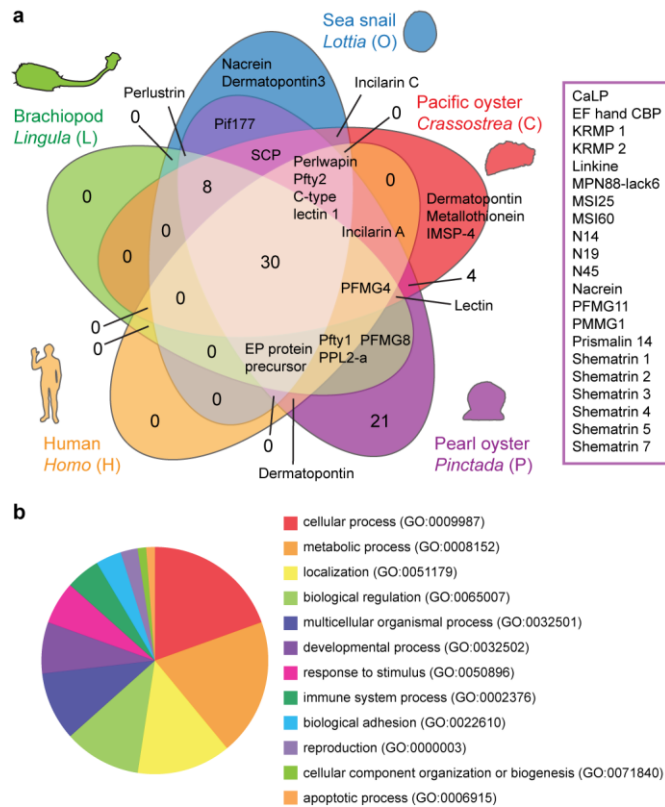 a
Sea snail
Lottia (O)
Nacrein
Dermatopontin3
Incilarin C
0
Pacific oyster
Crassostrea (C)
Perlustrin
0
Brachiopod
Lingula (L)
Pif177
SCP
Perlwapin
Pfty2
C-type
lectin 1
0
Dermatopontin
Metallothionein
IMSP-4
0
8
Incilarin A
0
0
30
4
PFMG4
Lectin
0
0
0
0
EP protein
precursor
Pfty1
PPL2-a
PFMG8
Human
Homo (H)
0
0
0
21
Pearl oyster
Pinctada (P)
Dermatopontin
CaLP
EF hand CBP
KRMP 1
KRMP 2
Linkine
MPN88-lack6
MSI25
MSI60
N14
N19
N45
Nacrein
PFMG11
PMMG1
Prismalin 14
Shematrin 1
Shematrin 2
Shematrin 3
Shematrin 4
Shematrin 5
Shematrin 7
b
cellular process (GO:0009987)
metabolic process (GO:0008152)
localization (GO:0051179)
biological regulation (GO:0065007)
multicellular organismal process (GO:0032501)
developmental process (GO:0032502)
response to stimulus (GO:0050896)
immune system process (GO:0002376)
biological adhesion (GO:0022610)
reproduction (GO:0000003)
cellular component organization or biogenesis (GO:0071840)
apoptotic process (GO:0006915)